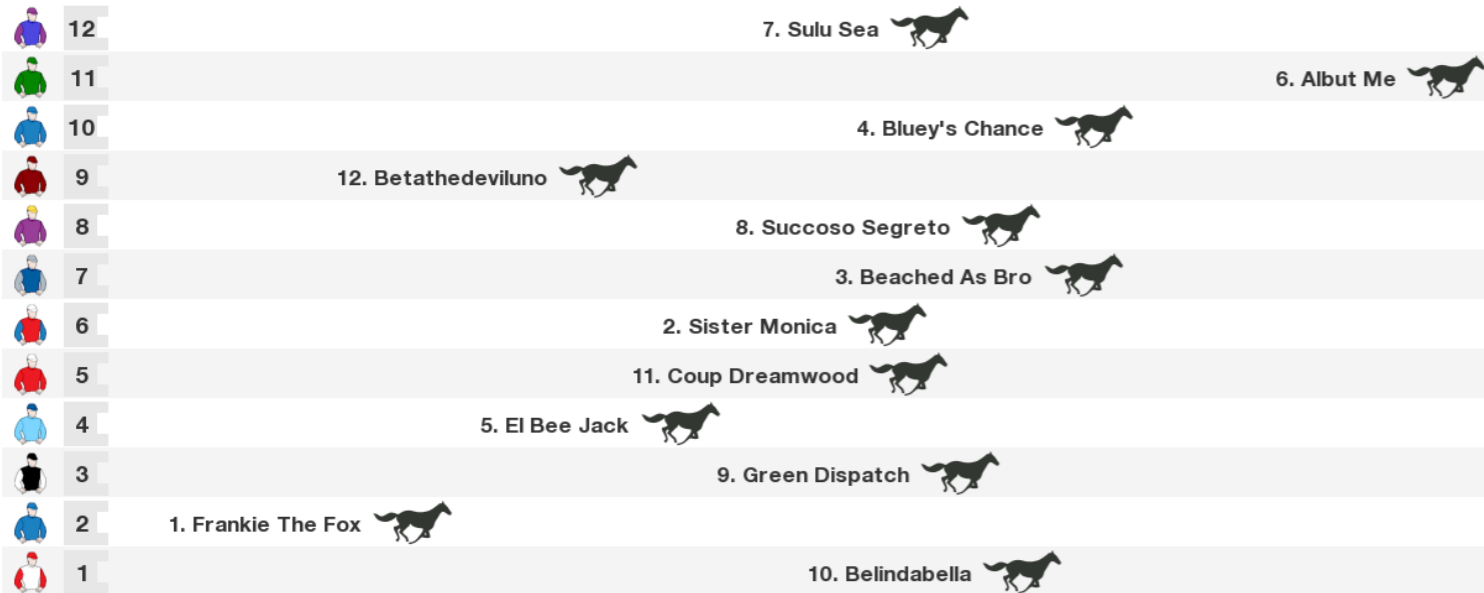 12 7. Sulu Sea
11 6. Albut Me
10 4. Bluey's Chance
9 12. Betathedeviluno
8 8. Succoso Segreto
7 3. Beached As Bro
6 2. Sister Monica
5 11. Coup Dreamwood
4 5. El Bee Jack
3 9. Green Dispatch
2 1. Frankie The Fox
1 10. Belindabella